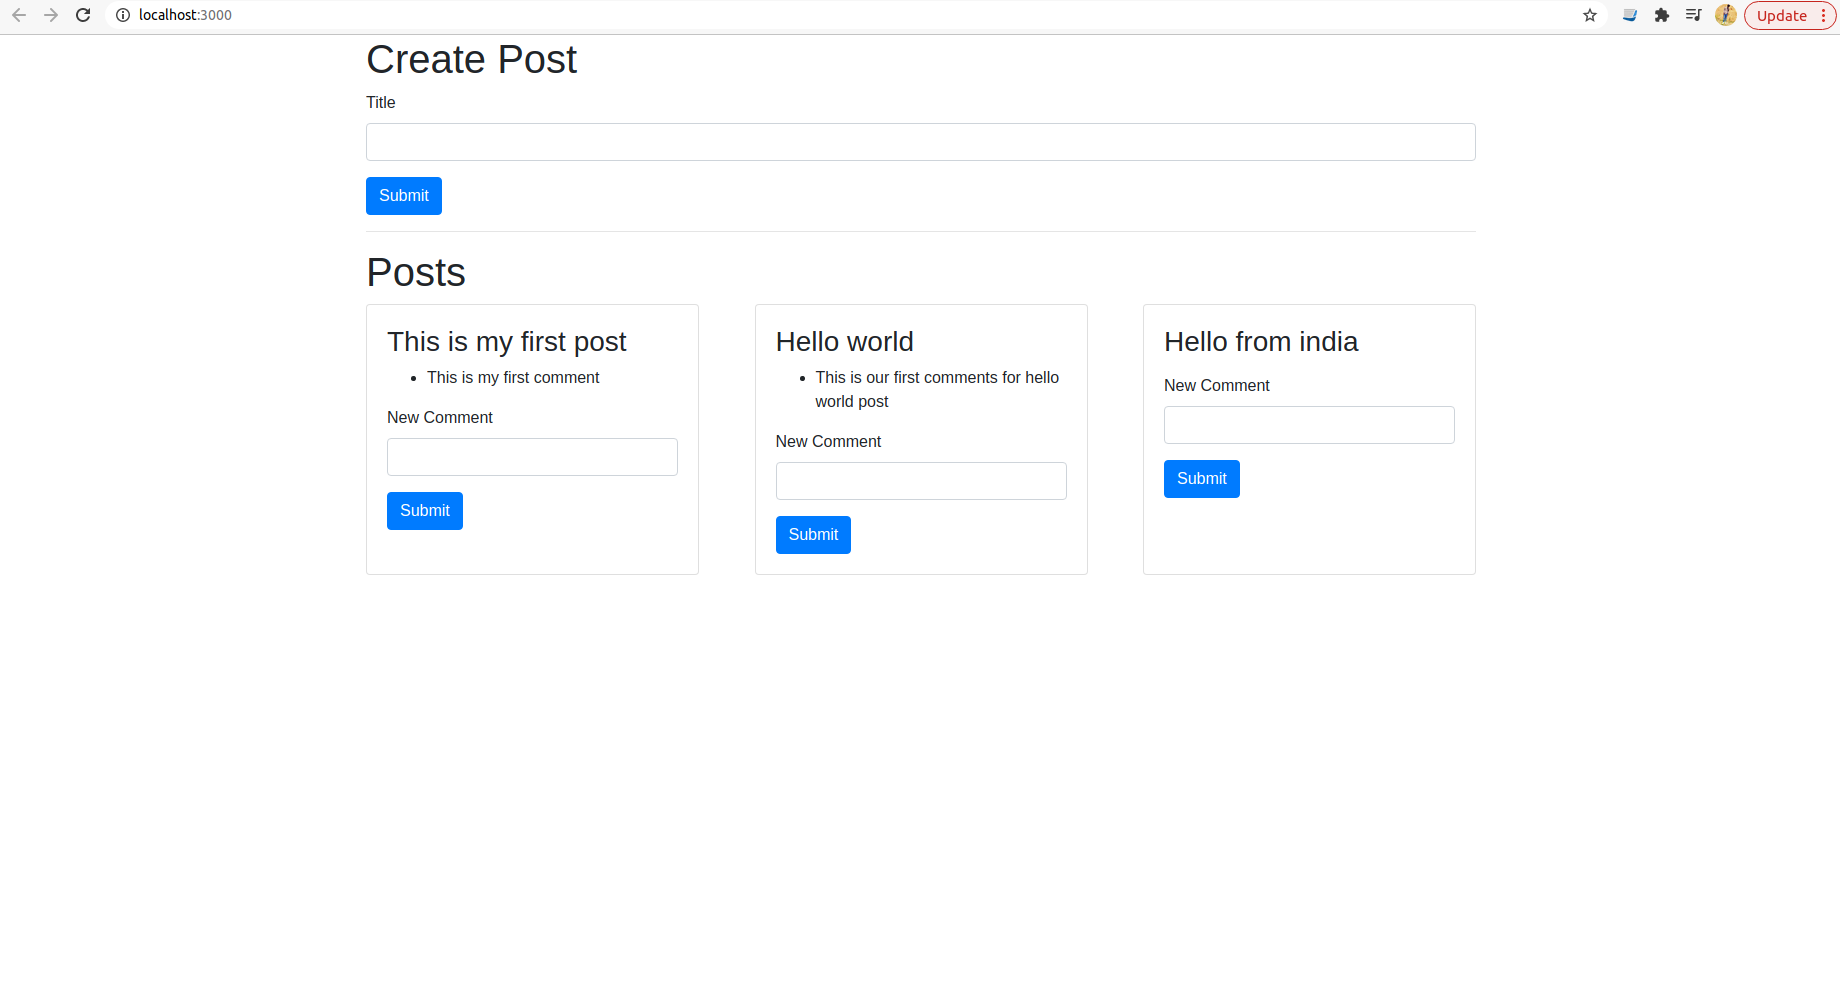 localhost:3000
Update
Create Post
Title
Submit
Posts
This is my first post
This is my first comment
New Comment
Submit
Hello world
This is our first comments for hello
world post
New Comment
Submit
Hello from india
New Comment
Submit